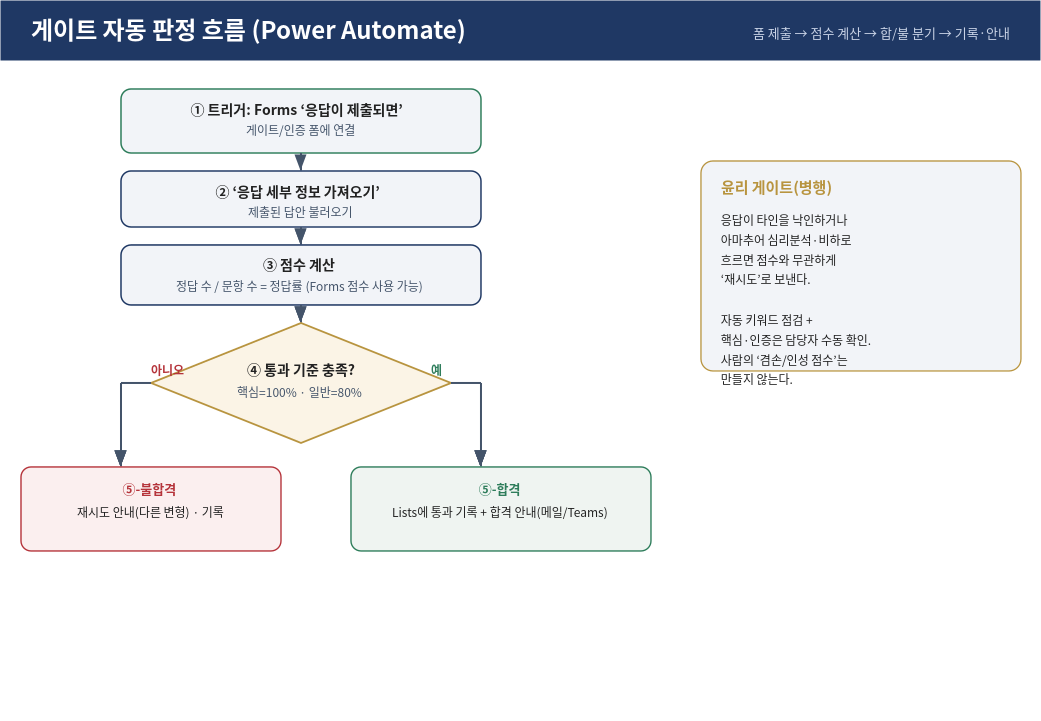 게이트 자동 판정 흐름 (Power Automate)
폼 제출 → 점수 계산 → 합/불 분기 → 기록·안내
① 트리거: Forms ‘응답이 제출되면’
게이트/인증 폼에 연결
② ‘응답 세부 정보 가져오기’
제출된 답안 불러오기
③ 점수 계산
정답 수 / 문항 수 = 정답률 (Forms 점수 사용 가능)
아니오
④ 통과 기준 충족?
예
핵심=100% · 일반=80%
⑤-불합격
재시도 안내(다른 변형) · 기록
⑤-합격
Lists에 통과 기록 + 합격 안내(메일/Teams)
윤리 게이트(병행)
응답이 타인을 낙인하거나
아마추어 심리분석·비하로
흐르면 점수와 무관하게
‘재시도’로 보낸다.
자동 키워드 점검 +
핵심·인증은 담당자 수동 확인.
사람의 ‘겸손/인성 점수’는
만들지 않는다.